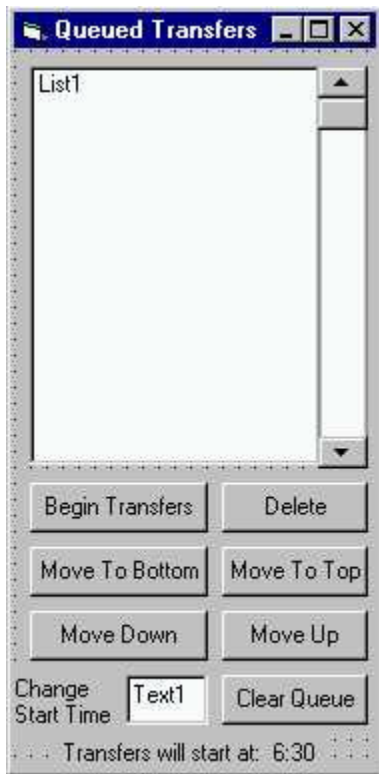 Queued Transfers
List1
Begin Transfers
Delete
Move To Bottom
Move To Top
Move Down
Move Up
Change
Start Time
Text1
Clear Queue
Transfers will start at: 6:30